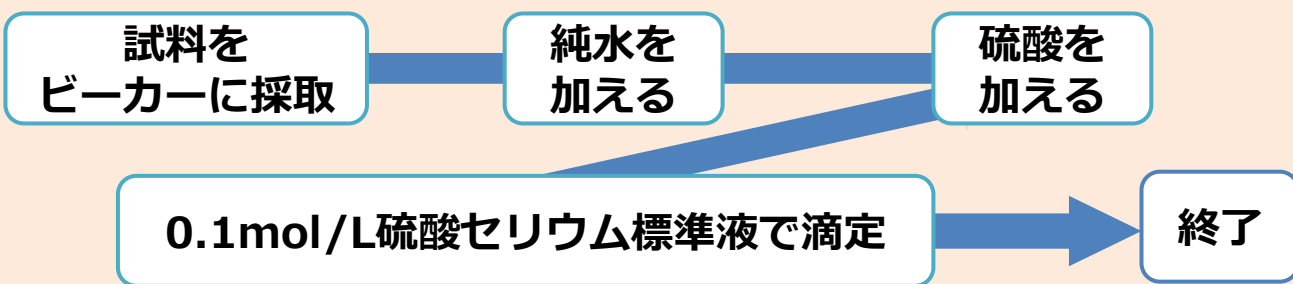 試料を
ビーカーに採取
純水を
加える
硫酸を
加える
0.1mol/L硫酸セリウム標準液で滴定
終了